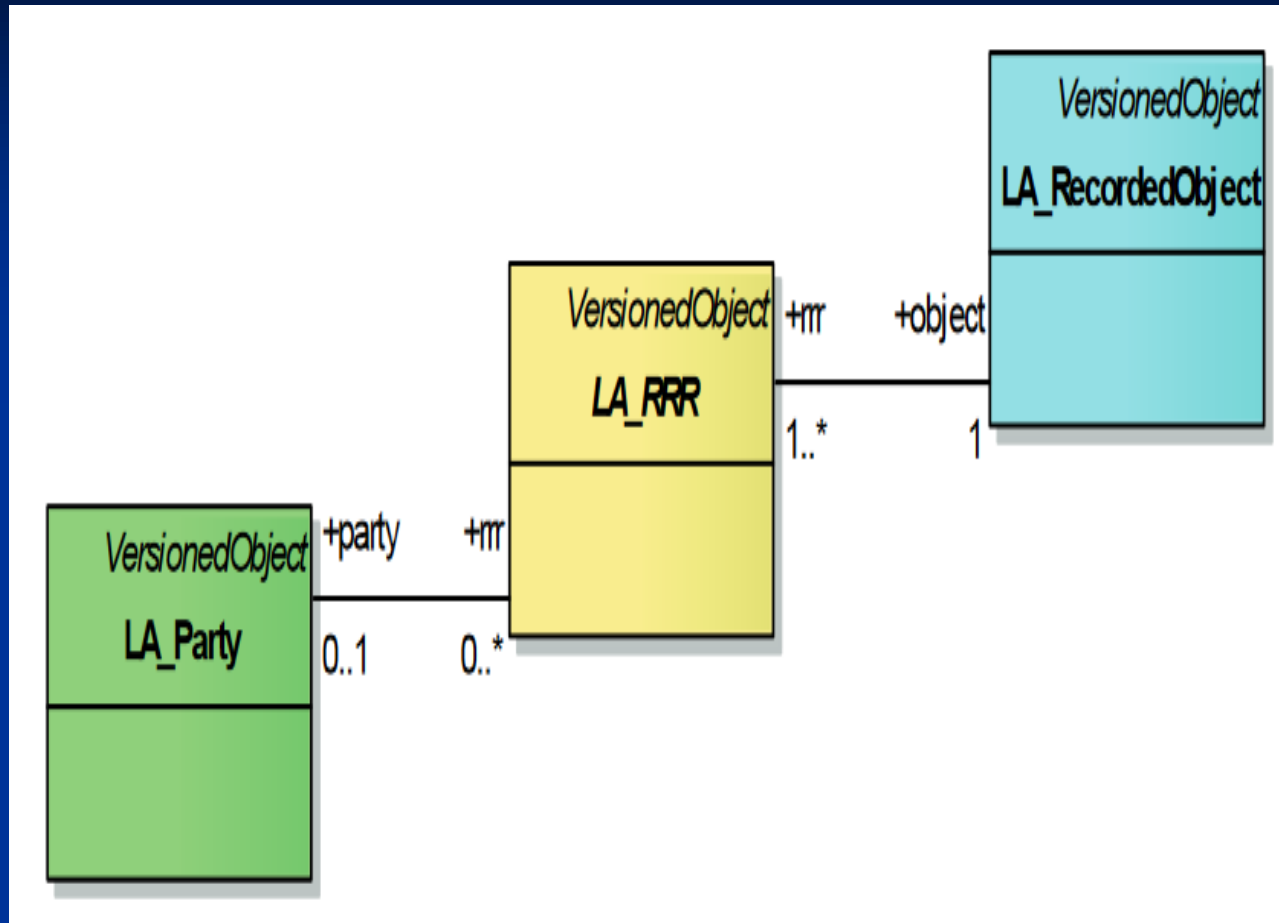 VersionedObject
LA_RecordedObject
VersionedObject
LA_RRR
+rrr +object
1..* 1
VersionedObject
LA_Party
+party +rrr
0..1 0..*